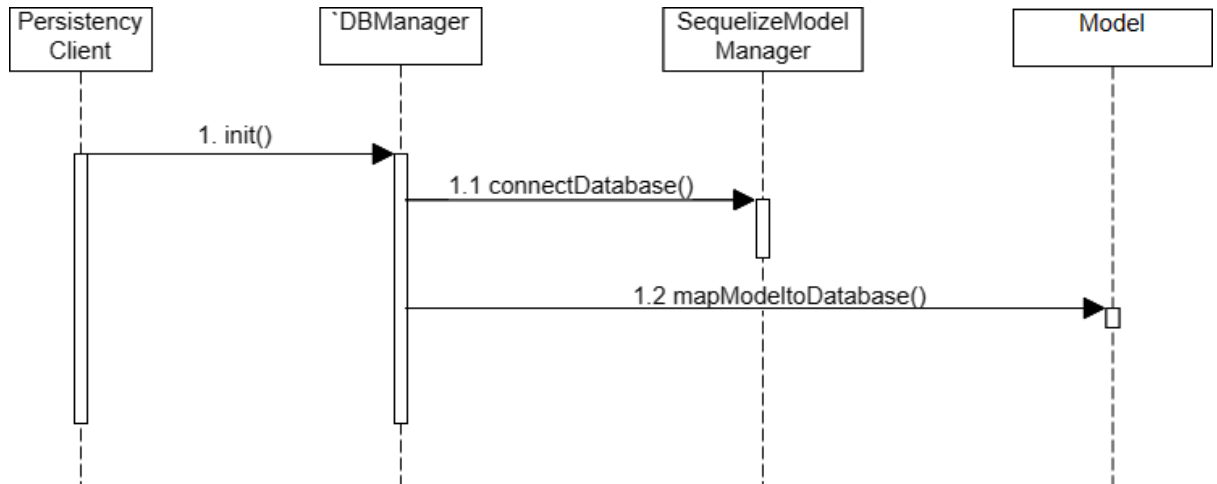 Persistency
Client
`DBManager
SequelizeModel
Manager
Model
1. init()
1.1 connectDatabase()
1.2 mapModeltoDatabase()